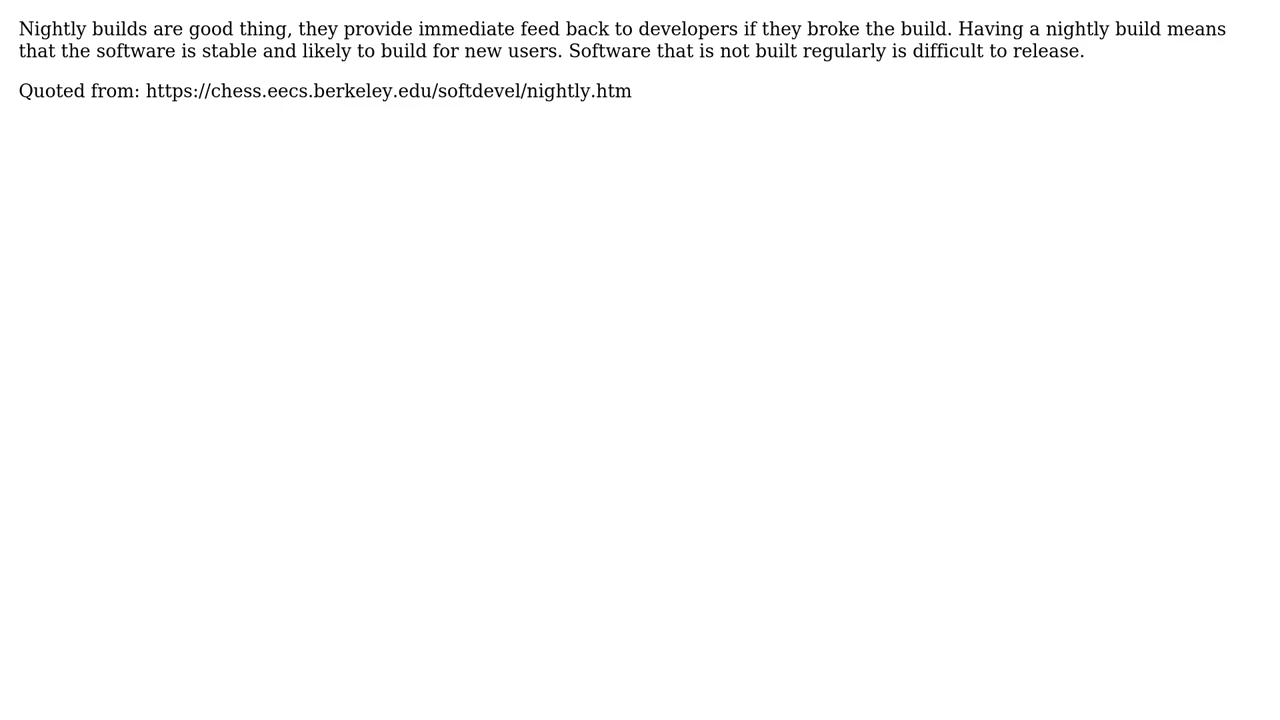 Nightly builds are good thing, they provide immediate feed back to developers if they broke the build. Having a nightly build means
that the software is stable and likely to build for new users. Software that is not built regularly is difficult to release.
Quoted from: https://chess.eecs.berkeley.edu/softdevel/nightly.htm